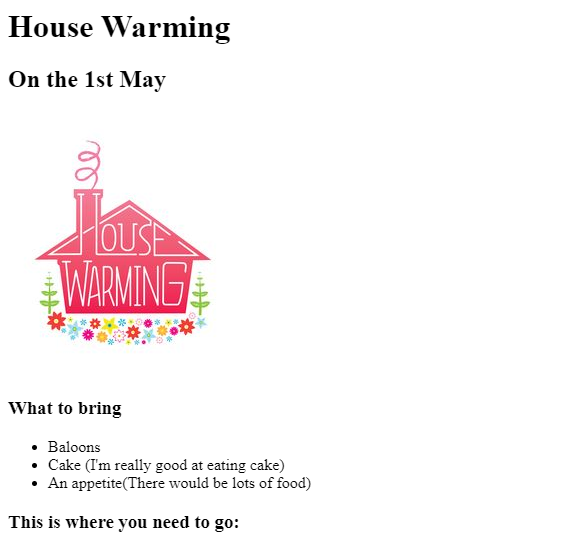 House Warming
On the 1st May
HOUSE
WARMING
What to bring
Baloons
Cake (I'm really good at eating cake)
An appetite(There would be lots of food)
This is where you need to go: